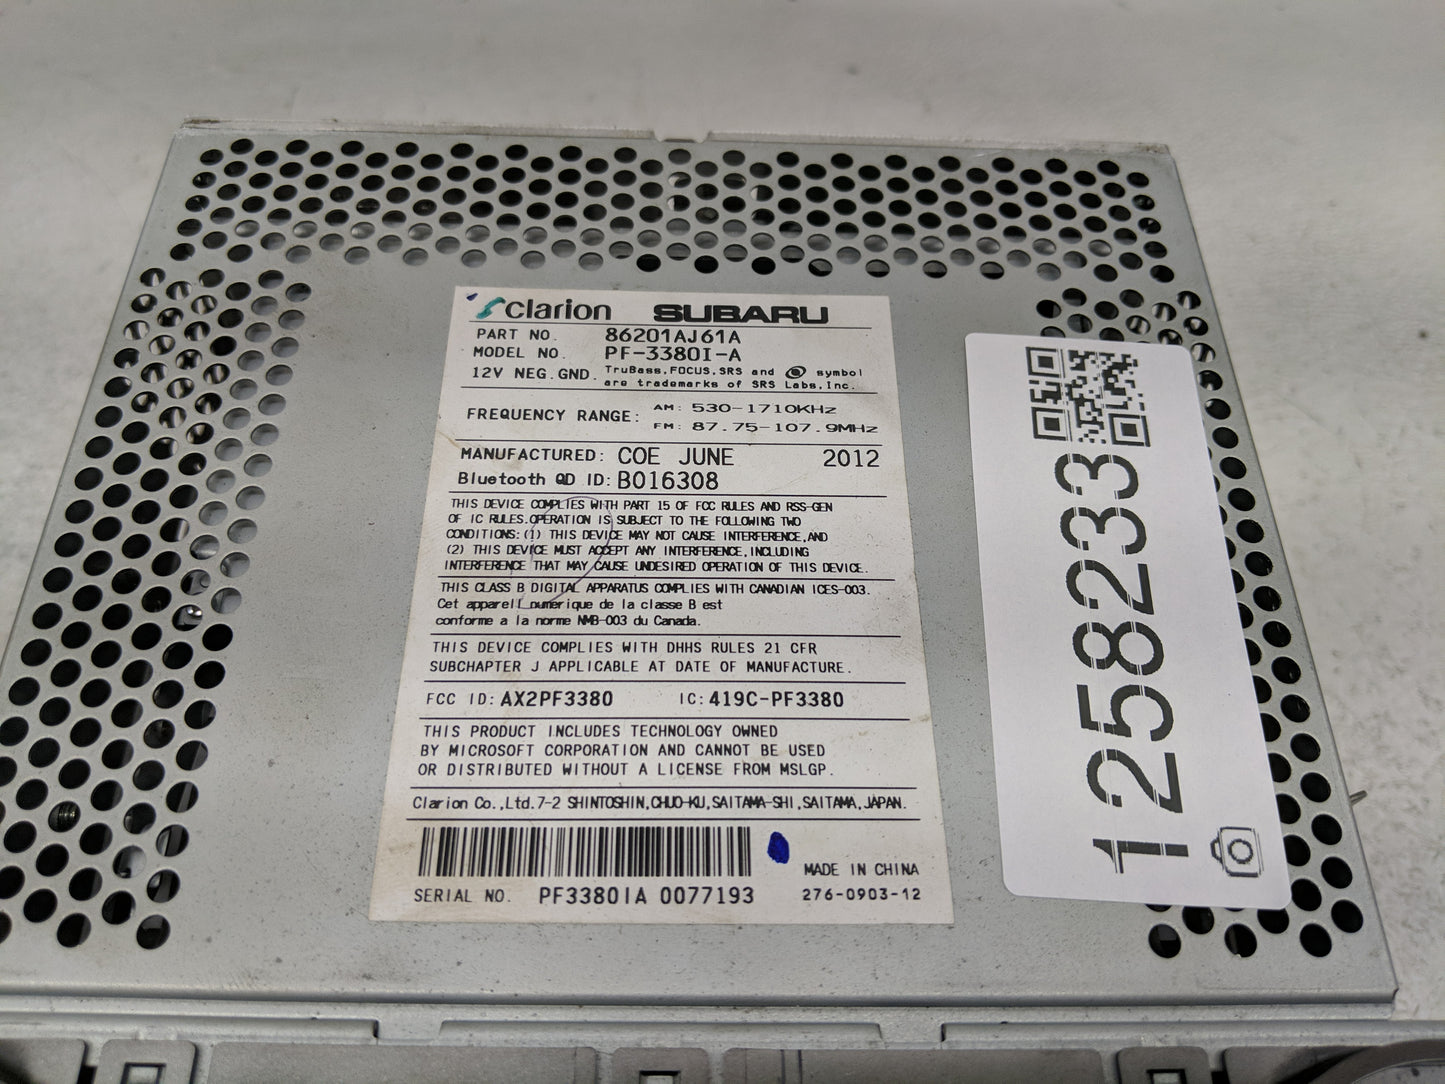 clarion SUBARU
PART NO. 86201AJ61A
MODEL NO. PF-3380I-A
12V NEG.GND. TruBass,FOCUS,SRS and symbol
are trademarks of SRS Labs,Inc.
FREQUENCY RANGE: AM: 530-1710KHz
FM: 87.75-107.9MHz
MANUFACTURED: COE JUNE 2012
Bluetooth QD ID: B016308
THIS DEVICE COMPLIES WITH PART 15 OF FCC RULES AND RSS-GEN
OF IC RULES.OPERATION IS SUBJECT TO THE FOLLOWING TWO
CONDITIONS:(1) THIS DEVICE MAY NOT CAUSE INTERFERENCE,AND
(2) THIS DEVICE MUST ACCEPT ANY INTERFERENCE,INCLUDING
INTERFERENCE THAT MAY CAUSE UNDESIRED OPERATION OF THIS DEVICE.
THIS CLASS B DIGITAL APPARATUS COMPLIES WITH CANADIAN ICES-003.
Cet appareil numerique de la classe B est
conforme a la norme NMB-003 du Canada.
THIS DEVICE COMPLIES WITH DHHS RULES 21 CFR
SUBCHAPTER J APPLICABLE AT DATE OF MANUFACTURE.
FCC ID: AX2PF3380 IC: 419C-PF3380
THIS PRODUCT INCLUDES TECHNOLOGY OWNED
BY MICROSOFT CORPORATION AND CANNOT BE USED
OR DISTRIBUTED WITHOUT A LICENSE FROM MSLGP.
Clarion Co.,Ltd.7-2 SHINTOSHIN,CHUO-KU,SAITAMA-SHI,SAITAMA,JAPAN.
MADE IN CHINA
SERIAL NO. PF3380IA 0077193 276-0903-12
1258233